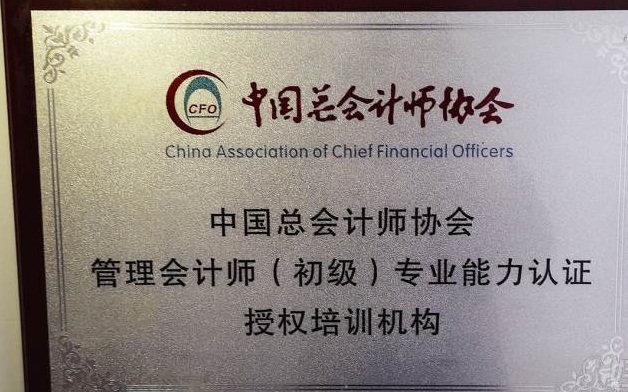 CFO 中国总会计师协会
China Association of Chief Financial Officers
中国总会计师协会
管理会计师（初级）专业能力认证
授权培训机构